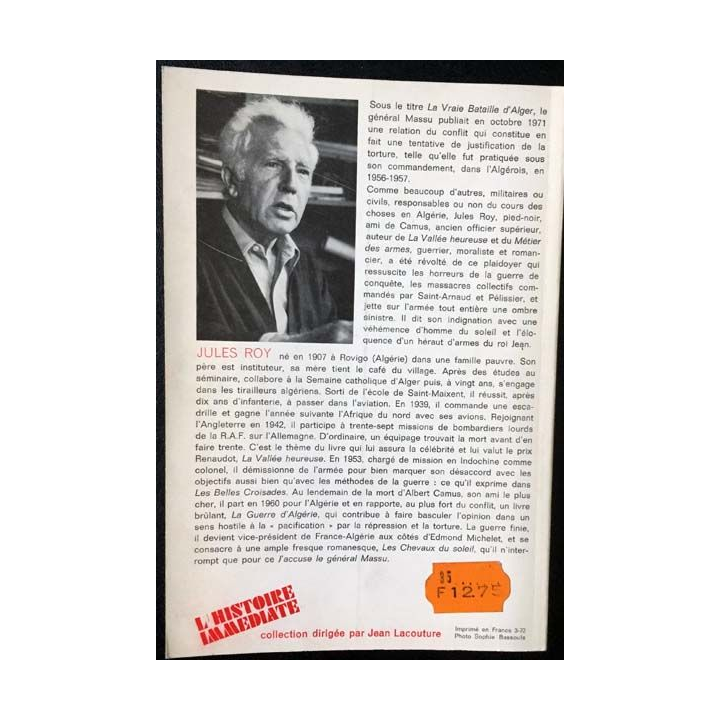 Sous le titre La Vraie Bataille d'Alger, le
général Massu publiait en octobre 1971
une relation du conflit qui constitue en
fait une tentative de justification de la
torture, telle qu'elle fut pratiquée sous
son commandement, dans l'Algérois, en
1956-1957.
Comme beaucoup d'autres, militaires ou
civils, responsables ou non du cours des
choses en Algérie, Jules Roy, pied-noir,
ami de Camus, ancien officier supérieur,
auteur de La Vallée heureuse et du Métier
des armes, guerrier, moraliste et roman-
cier, a été révolté de ce plaidoyer qui
ressuscite les horreurs de la guerre de
conquête, les massacres collectifs com-
mandés par Saint-Arnaud et Pélissier, et
jette sur l'armée tout entière une ombre
sinistre. Il dit son indignation avec une
véhémence d'homme du soleil et l'élo-
quence d'un héraut d'armes du roi Jean.
JULES ROY né en 1907 à Rovigo (Algérie) dans une famille pauvre. Son
père est instituteur, sa mère tient le café du village. Après des études au
séminaire, collabore à la Semaine catholique d'Alger puis, à vingt ans, s'engage
dans les tirailleurs algériens. Sorti de l'école de Saint-Maixent, il réussit, après
dix ans d'infanterie, à passer dans l'aviation. En 1939, il commande une esca-
drille et gagne l'année suivante l'Afrique du nord avec ses avions. Rejoignant
l'Angleterre en 1942, il participe à trente-sept missions de bombardiers lourds
de la R.A.F. sur l'Allemagne. D'ordinaire, un équipage trouvait la mort avant d'en
faire trente. C'est le thème du livre qui lui assura la célébrité et lui valut le prix
Renaudot, La Vallée heureuse. En 1953, chargé de mission en Indochine comme
colonel, il démissionne de l'armée pour bien marquer son désaccord avec les
objectifs aussi bien qu'avec les méthodes de la guerre : ce qu'il exprime dans
Les Belles Croisades. Au lendemain de la mort d'Albert Camus, son ami le plus
cher, il part en 1960 pour l'Algérie et en rapporte, au plus fort du conflit, un livre
brûlant, La Guerre d'Algérie, qui contribue à faire basculer l'opinion dans un
sens hostile à la « pacification » par la répression et la torture. La guerre finie,
il devient vice-président de France-Algérie aux côtés d'Edmond Michelet, et se
consacre à une ample fresque romanesque, Les Chevaux du soleil, qu'il n'inter-
rompt que pour ce J'accuse le général Massu.
95
F12.75
L'HISTOIRE
IMMEDIATE
collection dirigée par Jean Lacouture
Imprimé en France 3-72
Photo Sophie Bassouls